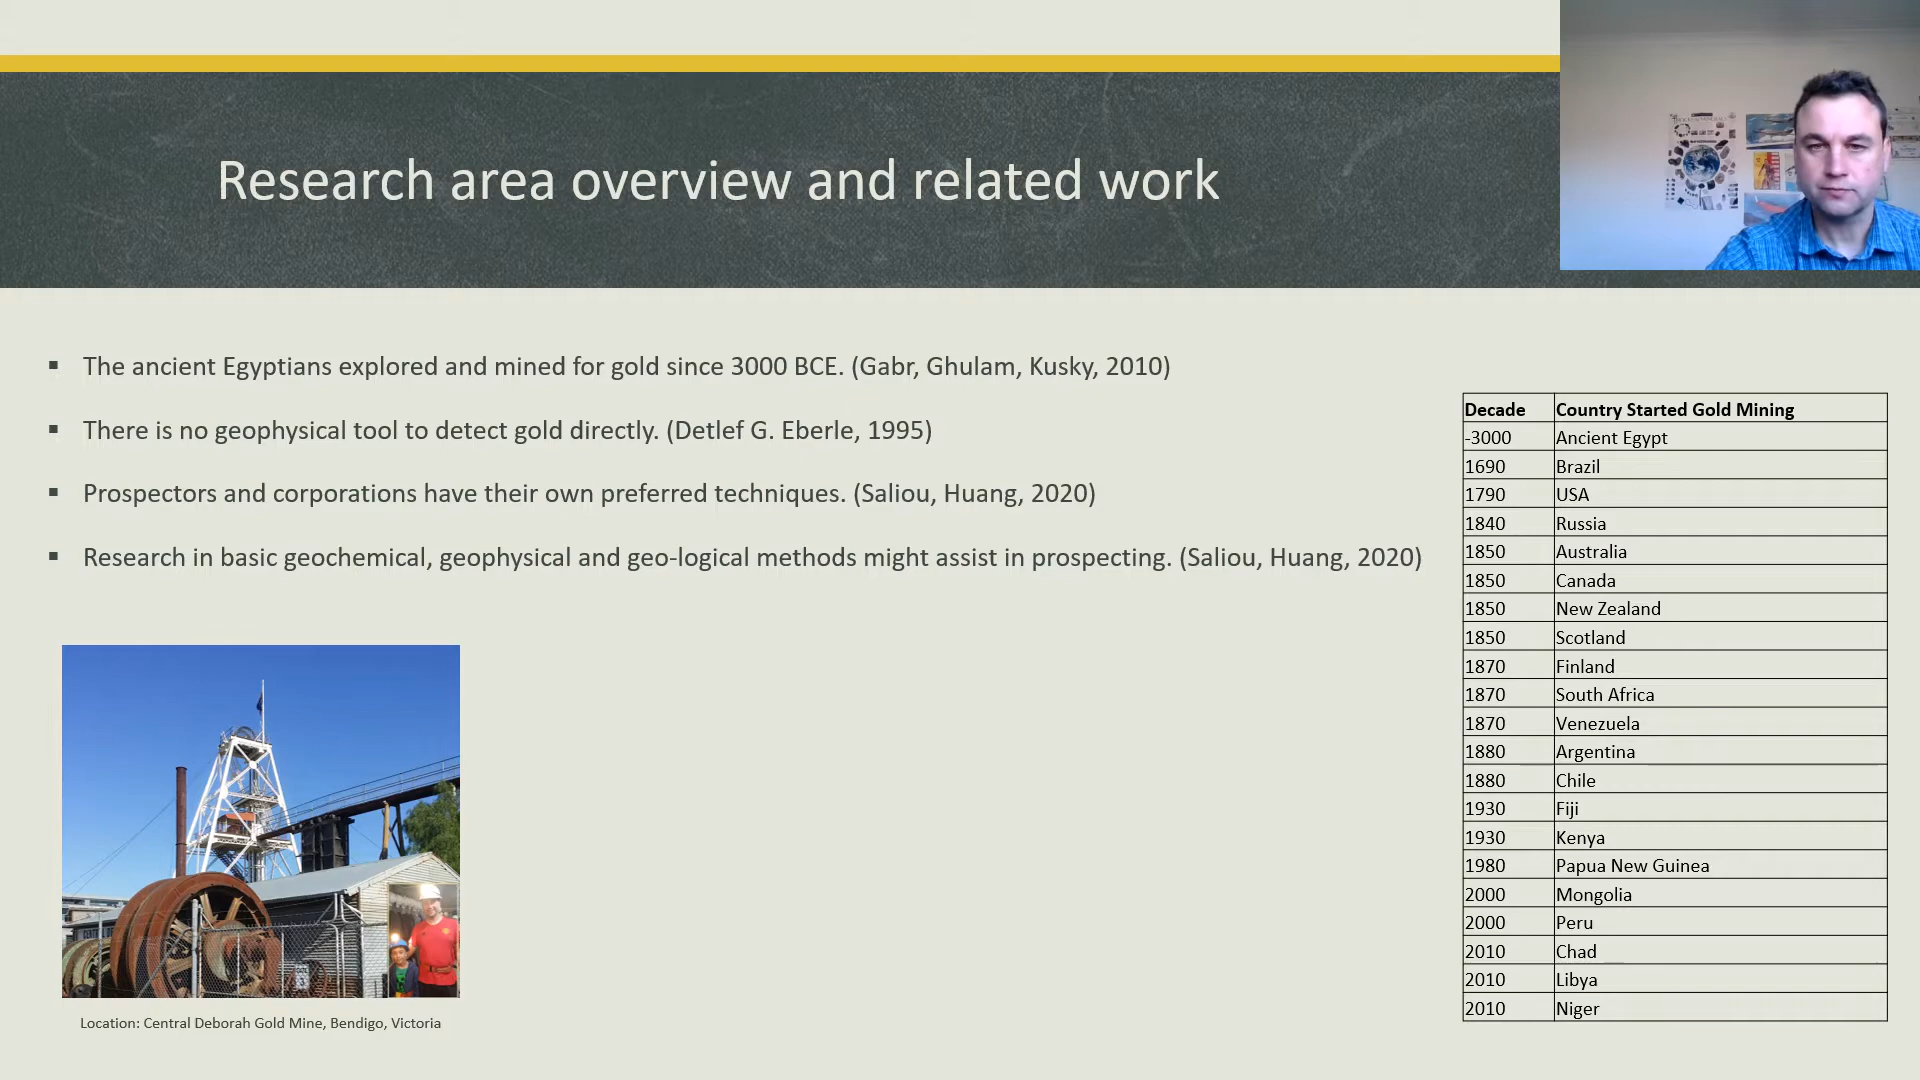 Research area overview and related work
▪ The ancient Egyptians explored and mined for gold since 3000 BCE. (Gabr, Ghulam, Kusky, 2010)
▪ There is no geophysical tool to detect gold directly. (Detlef G. Eberle, 1995)
▪ Prospectors and corporations have their own preferred techniques. (Saliou, Huang, 2020)
▪ Research in basic geochemical, geophysical and geo-logical methods might assist in prospecting. (Saliou, Huang, 2020)
Location: Central Deborah Gold Mine, Bendigo, Victoria
Decade Country Started Gold Mining
-3000 Ancient Egypt
1690 Brazil
1790 USA
1840 Russia
1850 Australia
1850 Canada
1850 New Zealand
1850 Scotland
1870 Finland
1870 South Africa
1870 Venezuela
1880 Argentina
1880 Chile
1930 Fiji
1930 Kenya
1980 Papua New Guinea
2000 Mongolia
2000 Peru
2010 Chad
2010 Libya
2010 Niger